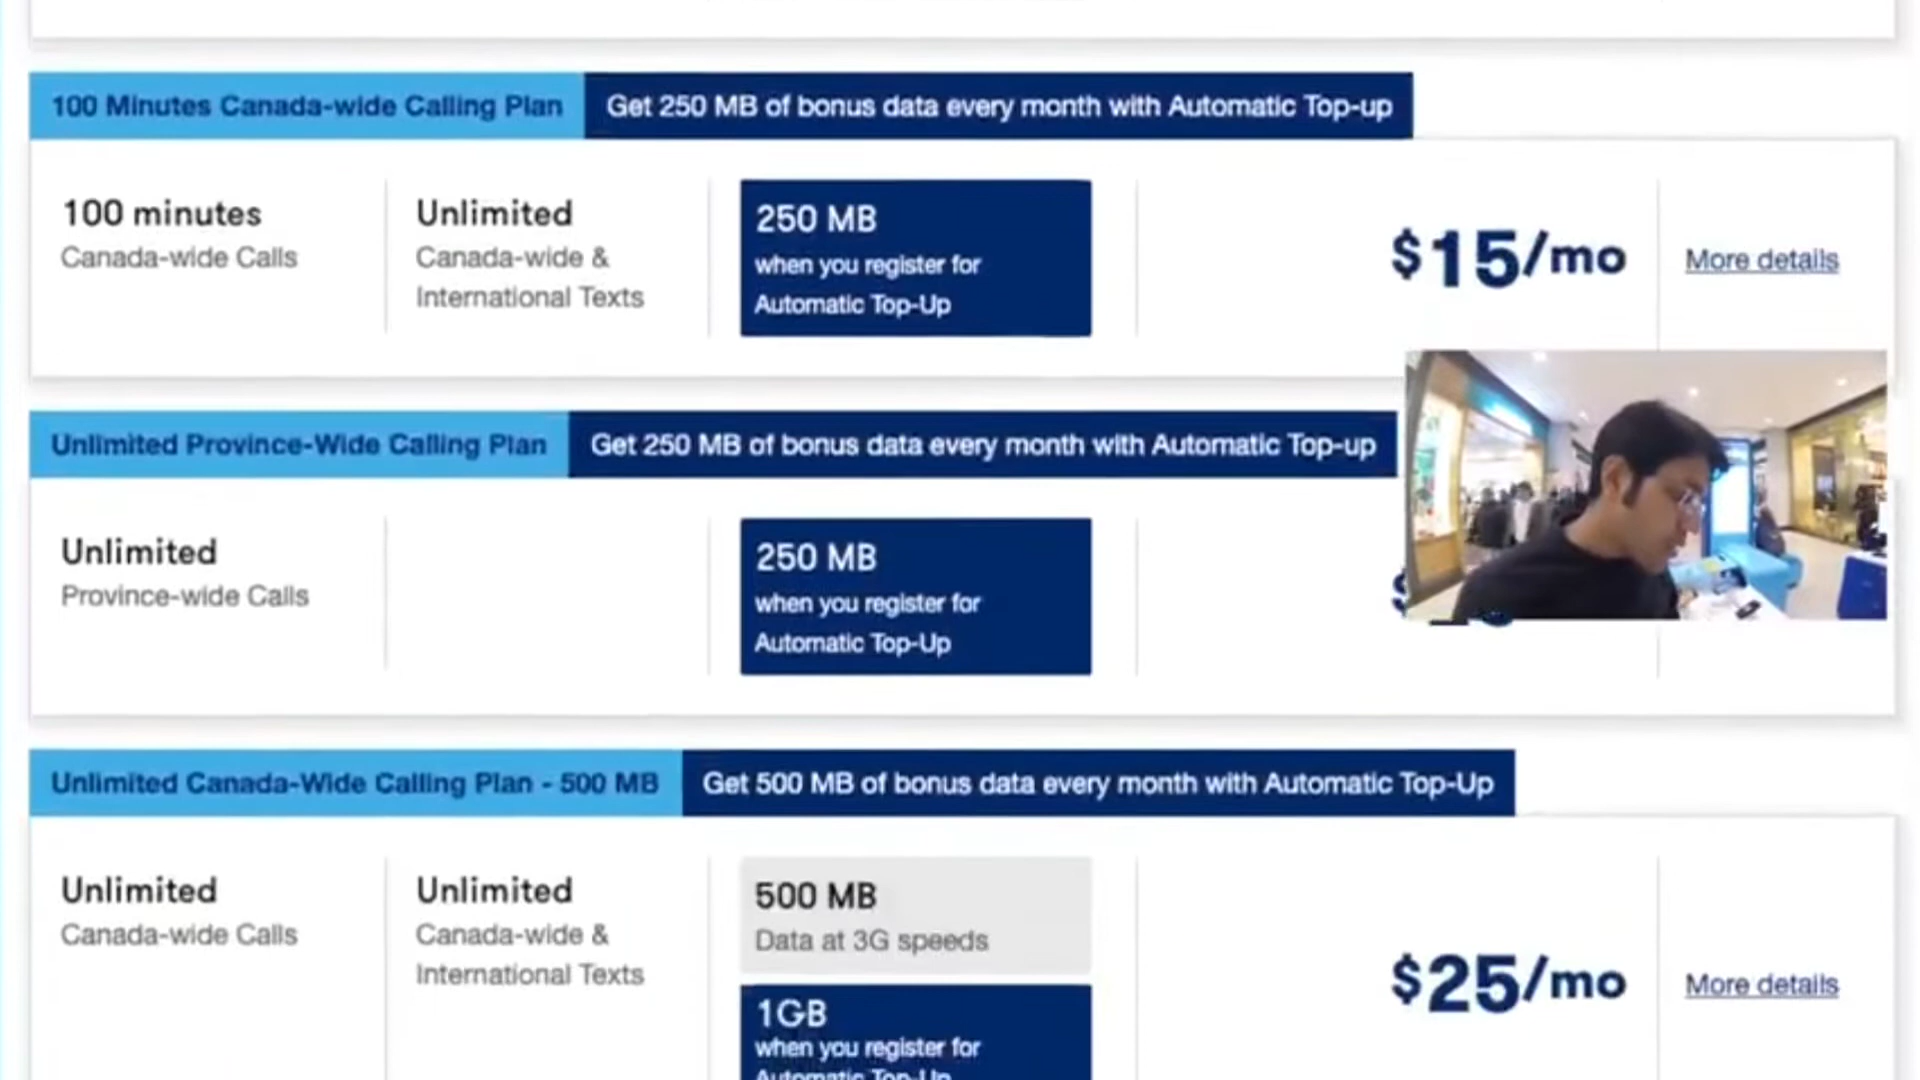 100 Minutes Canada-wide Calling Plan
Get 250 MB of bonus data every month with Automatic Top-up
100 minutes
Canada-wide Calls
Unlimited
Canada-wide &
International Texts
250 MB
when you register for
Automatic Top-Up
$15/mo
More details
Unlimited Province-Wide Calling Plan
Get 250 MB of bonus data every month with Automatic Top-up
Unlimited
Province-wide Calls
250 MB
when you register for
Automatic Top-Up
Unlimited Canada-Wide Calling Plan - 500 MB
Get 500 MB of bonus data every month with Automatic Top-Up
Unlimited
Canada-wide Calls
Unlimited
Canada-wide &
International Texts
500 MB
Data at 3G speeds
1GB
when you register for
Automatic Top-Up
$25/mo
More details